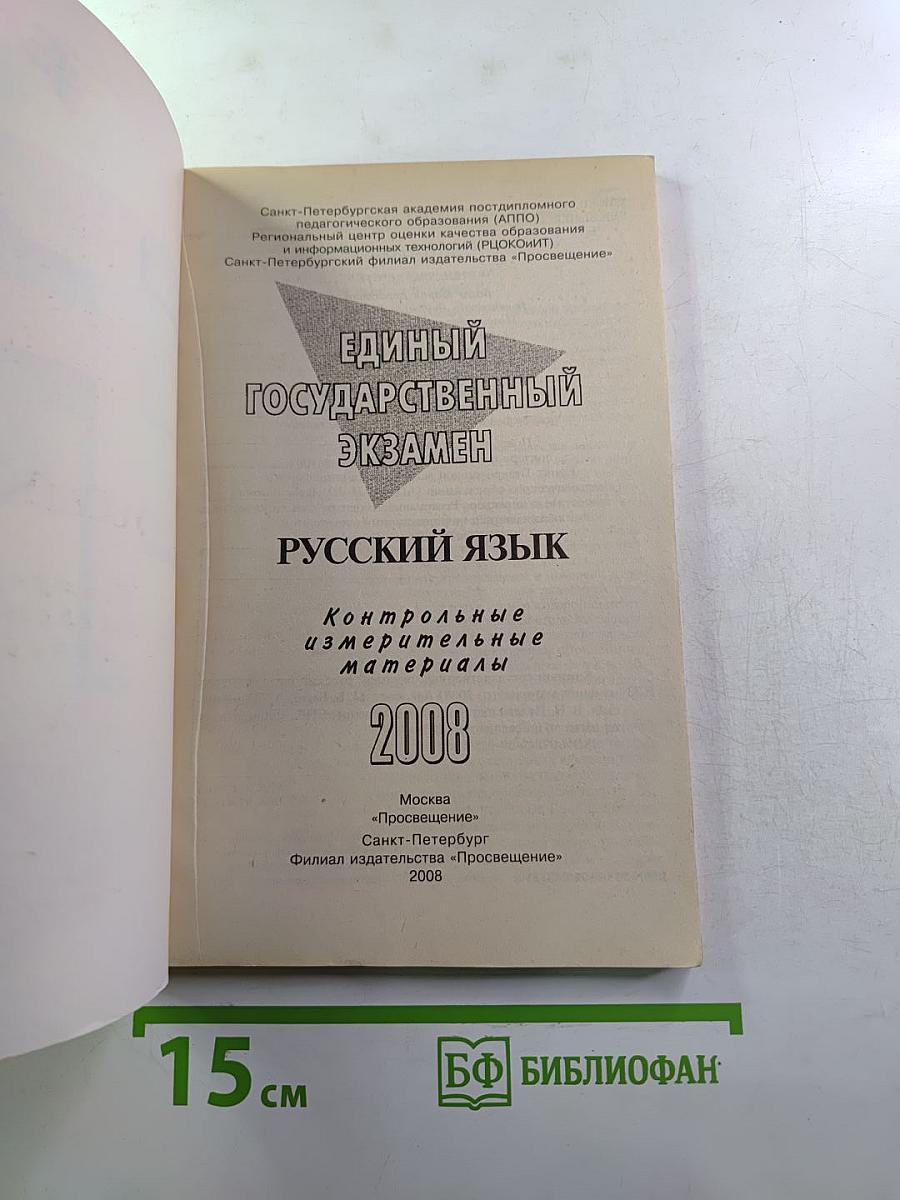 Санкт-Петербургская академия постдипломного
педагогического образования (АППО)
Региональный центр оценки качества образования
и информационных технологий (РЦОКОиИТ)
Санкт-Петербургский филиал издательства «Просвещение»
ЕДИНЫЙ
ГОСУДАРСТВЕННЫЙ
ЭКЗАМЕН
РУССКИЙ ЯЗЫК
Контрольные
измерительные
материалы
2008
Москва
«Просвещение»
Санкт-Петербург
Филиал издательства «Просвещение»
2008
15 см
БФ БИБЛИОФАН